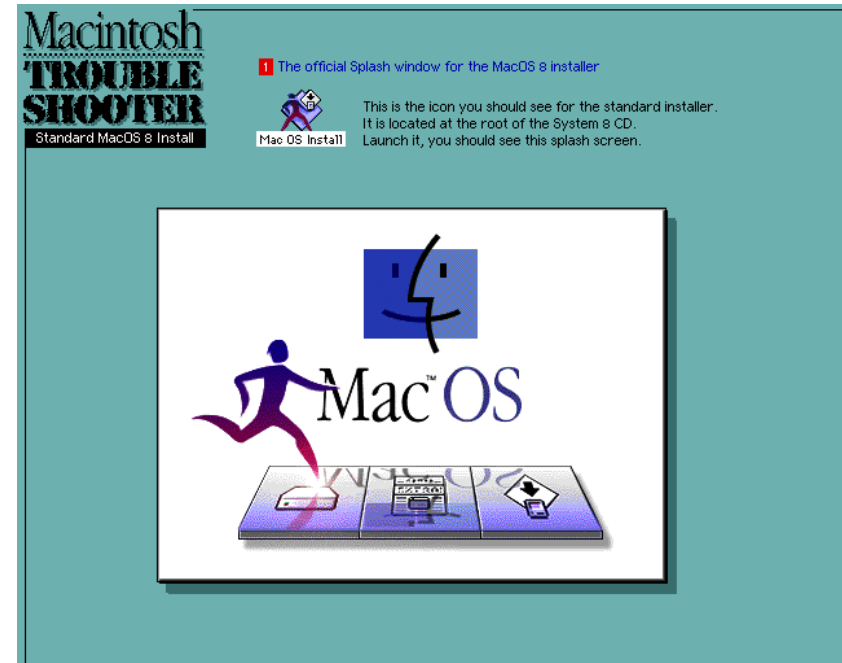 Macintosh
TROUBLE
SHOOTER
Standard MacOS 8 Install
1 The official Splash window for the MacOS 8 installer
This is the icon you should see for the standard installer.
It is located at the root of the System 8 CD.
Mac OS Install
Launch it, you should see this splash screen.
Mac™ OS
Mac OS